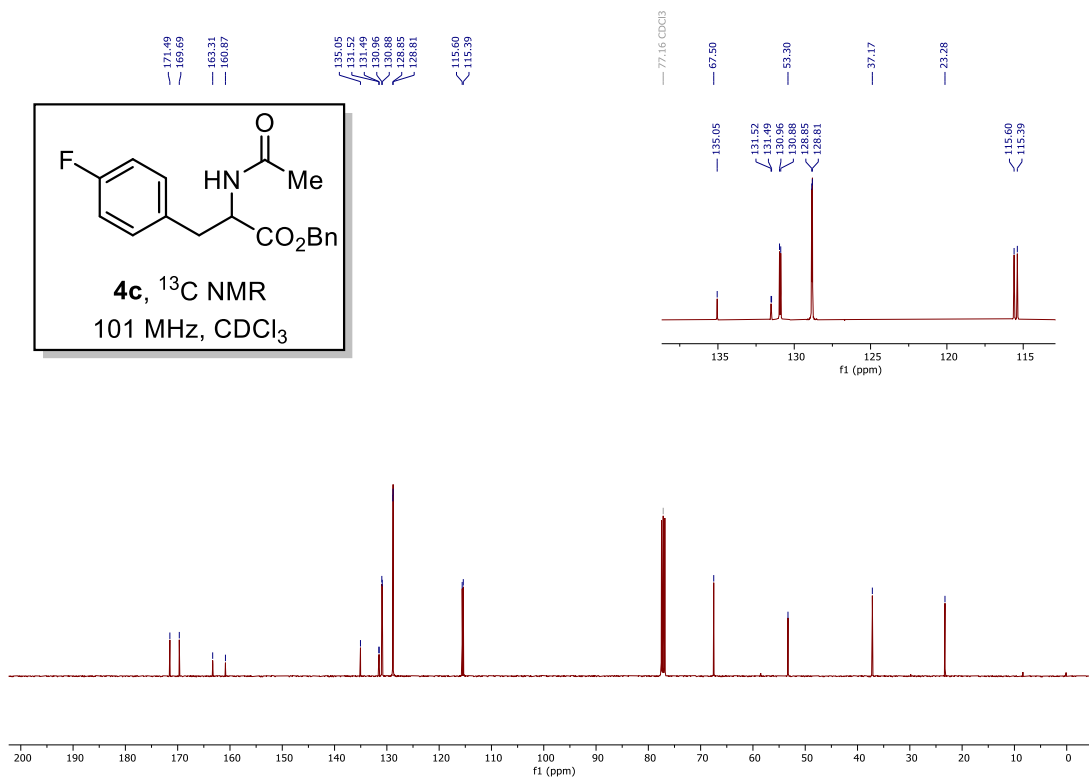 171.49
169.69
163.31
160.87
135.05
131.52
131.49
130.96
130.88
128.85
128.81
115.60
115.39
77.16 CDCl3
67.50
53.30
37.17
23.28
F
O
HN
Me
CO₂Bn
4c, ¹³C NMR
101 MHz, CDCl₃
135.05
131.52
131.49
130.96
130.88
128.85
128.81
115.60
115.39
135 130 125 120 115
f1 (ppm)
200 190 180 170 160 150 140 130 120 110 100 90 80 70 60 50 40 30 20 10 0
f1 (ppm)